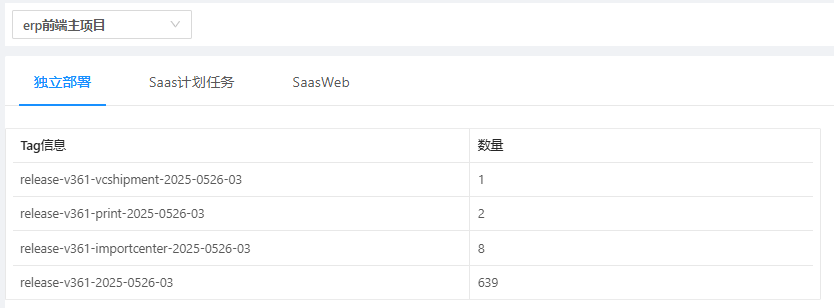 erp前端主项目
独立部署 Saas计划任务 SaasWeb
Tag信息 数量
release-v361-vcshipment-2025-0526-03 1
release-v361-print-2025-0526-03 2
release-v361-importcenter-2025-0526-03 8
release-v361-2025-0526-03 639